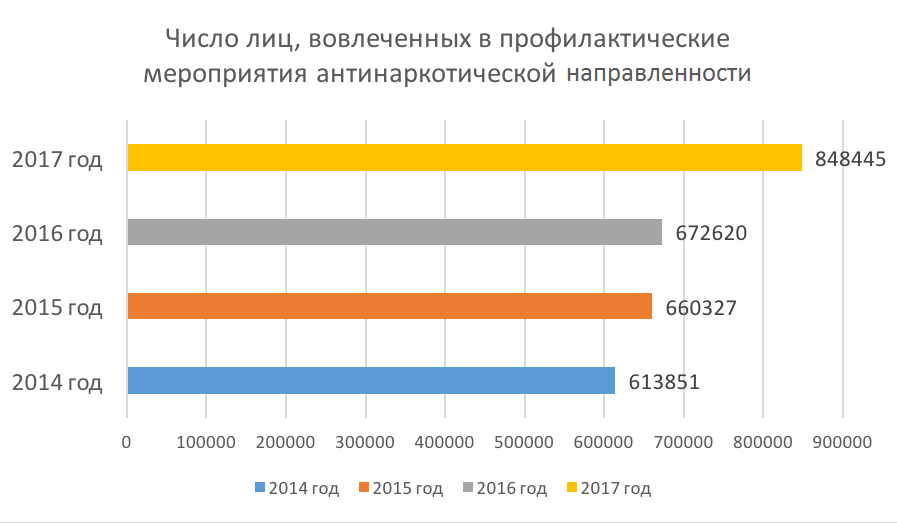 Число лиц, вовлеченных в профилактические
мероприятия антинаркотической направленности
2017 год 848445
2016 год 672620
2015 год 660327
2014 год 613851
0 100000 200000 300000 400000 500000 600000 700000 800000 900000
2014 год 2015 год 2016 год 2017 год